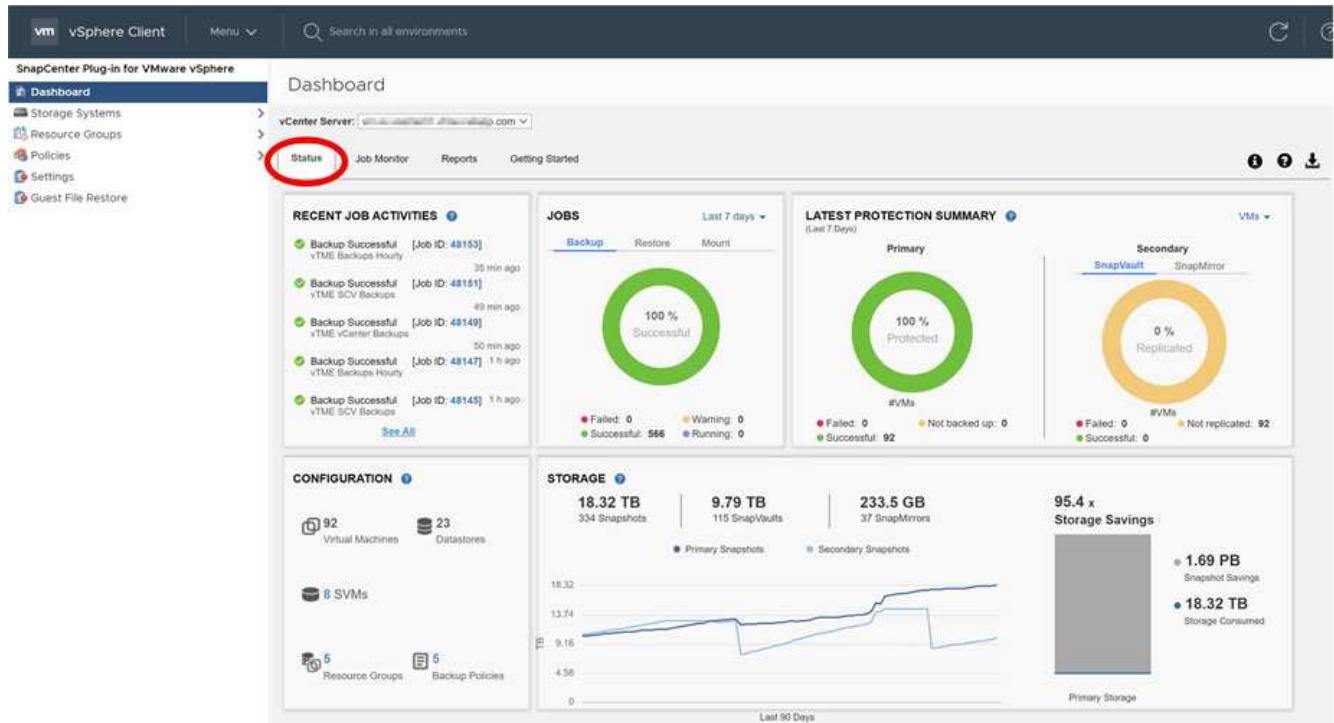 vm vSphere Client Menu Search in all environments
SnapCenter Plug-in for VMware vSphere
Dashboard
Storage Systems
Resource Groups
Policies
Settings
Guest File Restore
Dashboard
vCenter Server: .com
Status Job Monitor Reports Getting Started
RECENT JOB ACTIVITIES
Backup Successful [Job ID: 48153]
vTME Backups Hourly
35 min ago
Backup Successful [Job ID: 48151]
vTME SCV Backups
49 min ago
Backup Successful [Job ID: 48149]
vTME vCenter Backups
50 min ago
Backup Successful [Job ID: 48147] 1 h ago
vTME Backups Hourly
Backup Successful [Job ID: 48145] 1 h ago
vTME SCV Backups
See All
JOBS Last 7 days
Backup Restore Mount
100 %
Successful
Failed: 0 Warning: 0
Successful: 566 Running: 0
LATEST PROTECTION SUMMARY VMs
(Last 7 Days)
Primary
100 %
Protected
#VMs
Failed: 0 Not backed up: 0
Successful: 92
Secondary
SnapVault SnapMirror
0 %
Replicated
#VMs
Failed: 0 Not replicated: 92
Successful: 0
CONFIGURATION
92
Virtual Machines
23
Datastores
8 SVMs
5
Resource Groups
5
Backup Policies
STORAGE
18.32 TB
334 Snapshots
9.79 TB
115 SnapVaults
233.5 GB
37 SnapMirrors
Primary Snapshots Secondary Snapshots
18.32
13.74
9.16
4.58
0
TB
Last 90 Days
95.4 x
Storage Savings
1.69 PB
Snapshot Savings
18.32 TB
Storage Consumed
Primary Storage